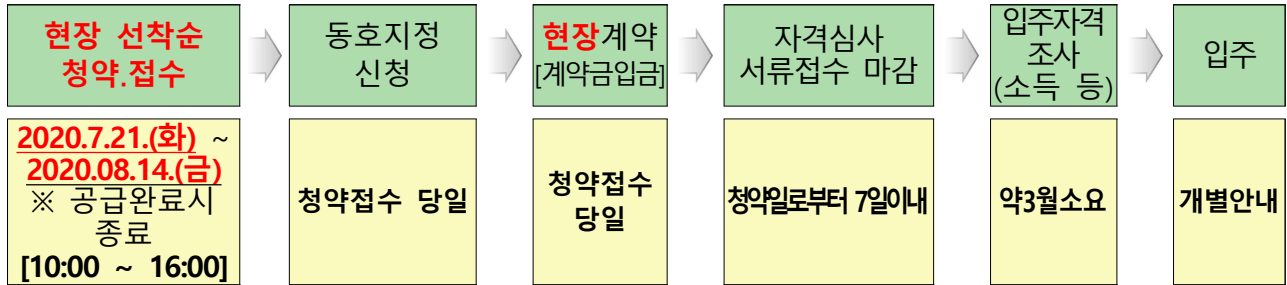 현장 선착순
청약.접수
동호지정
신청
현장계약
[계약금입금]
자격심사
서류접수 마감
입주자격
조사
(소득 등)
입주
2020.7.21.(화) ~
2020.08.14.(금)
※ 공급완료시
종료
[10:00 ~ 16:00]
청약접수 당일
청약접수
당일
청약일로부터 7일이내
약3월소요
개별안내